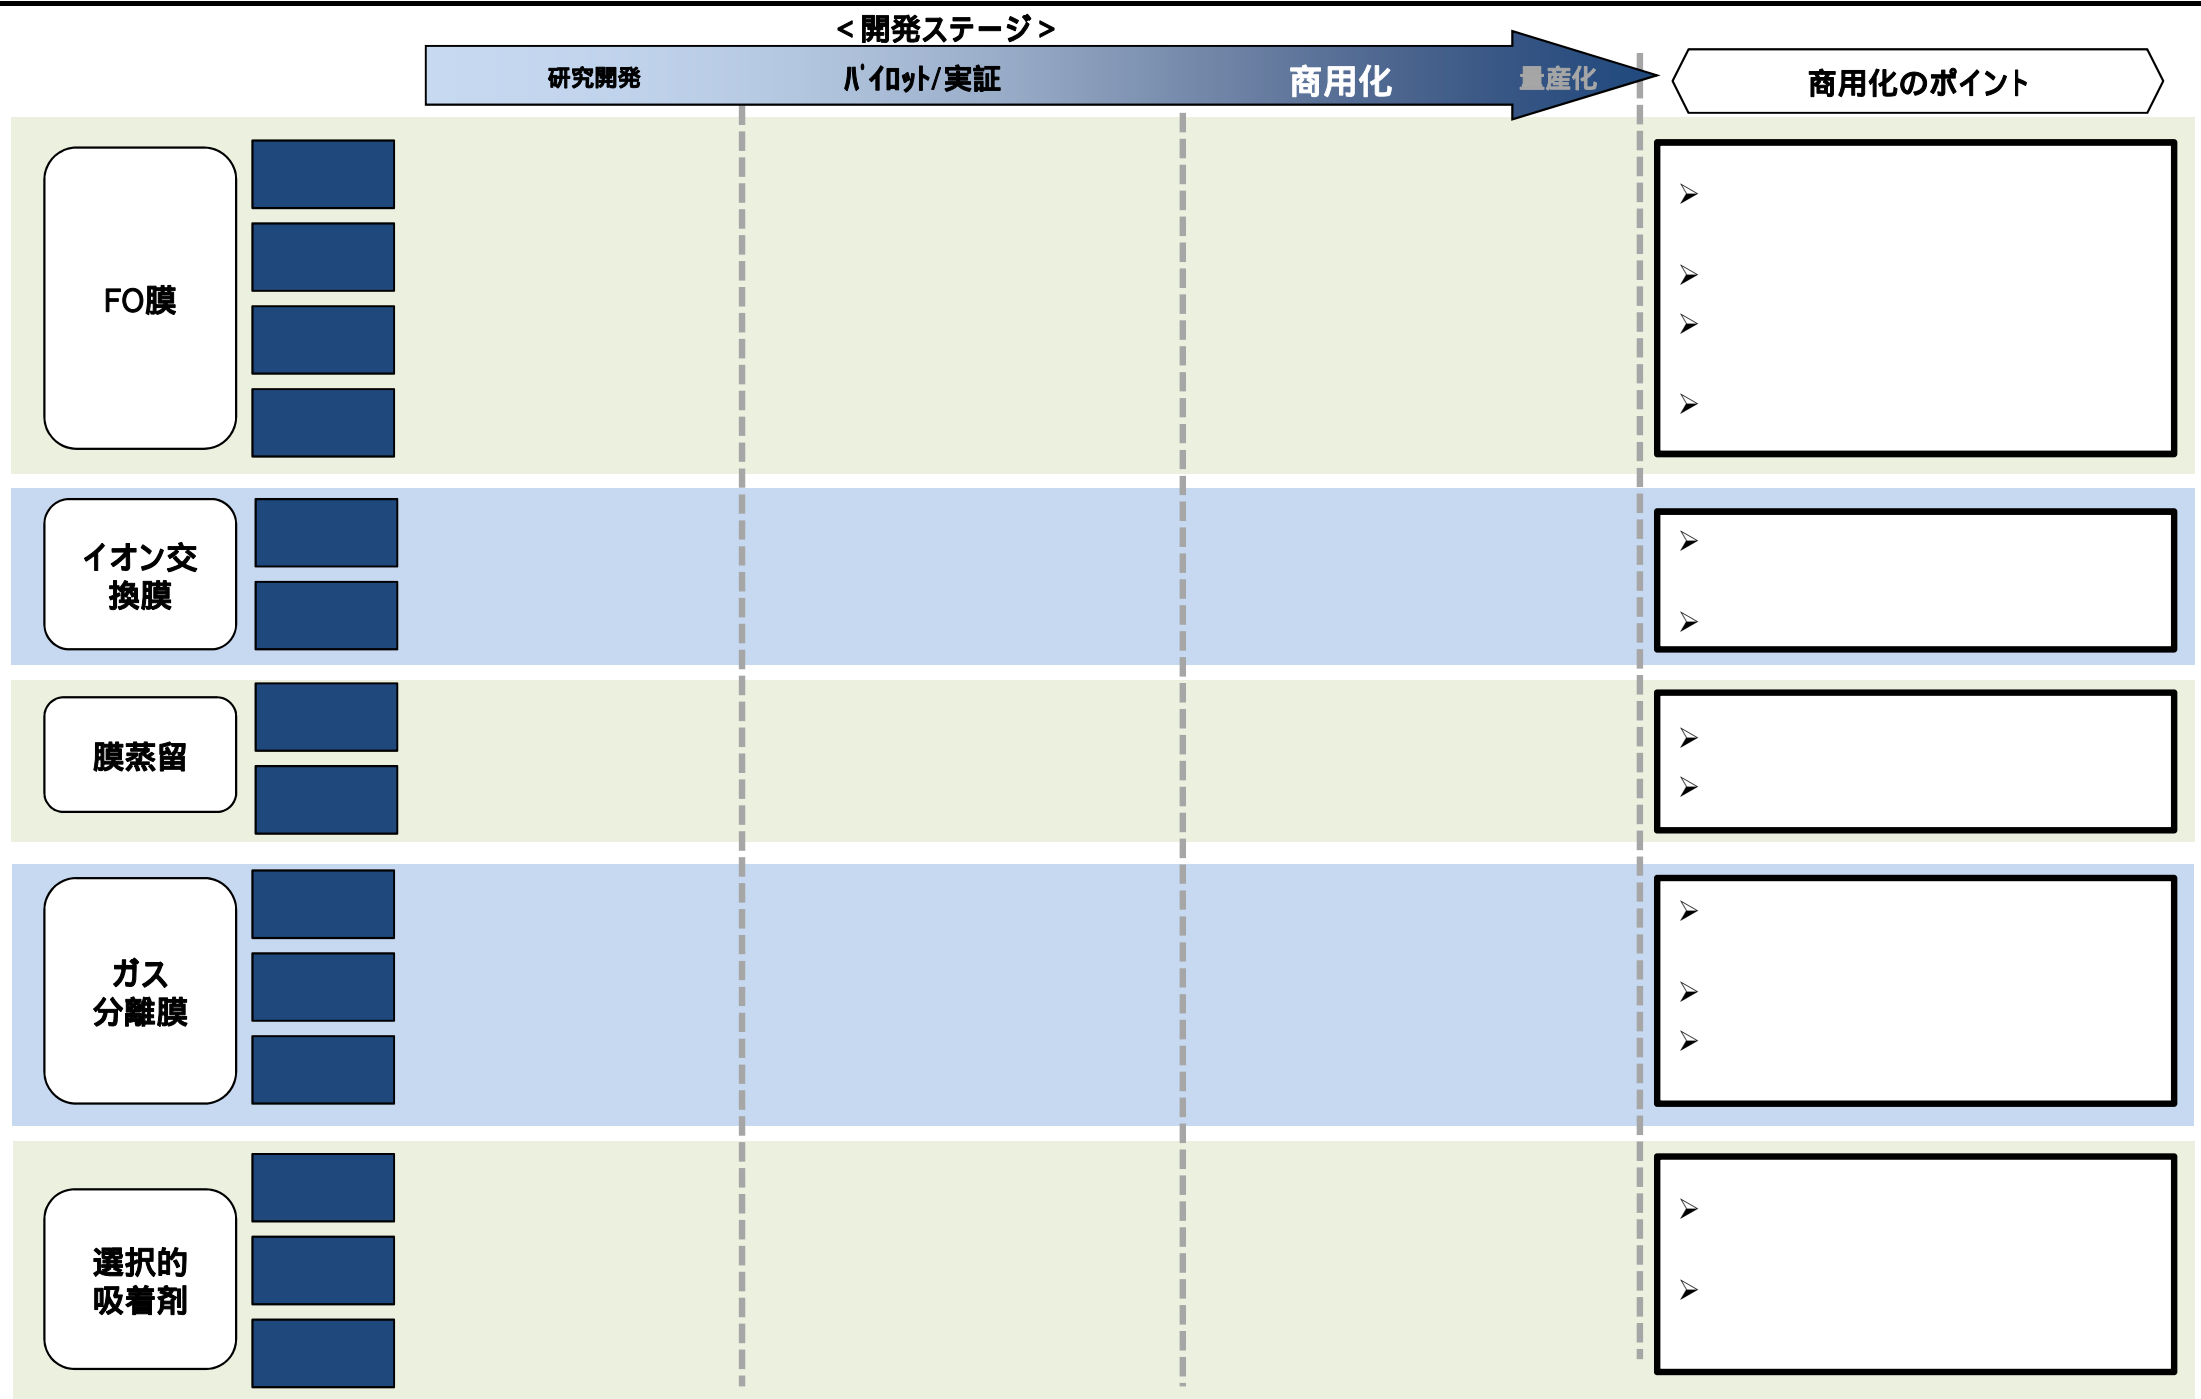 <開発ステージ>
研究開発
ﾊﾟｲﾛｯﾄ/実証
商用化
量産化
商用化のポイント
FO膜
イオン交
換膜
膜蒸留
ガス
分離膜
選択的
吸着剤